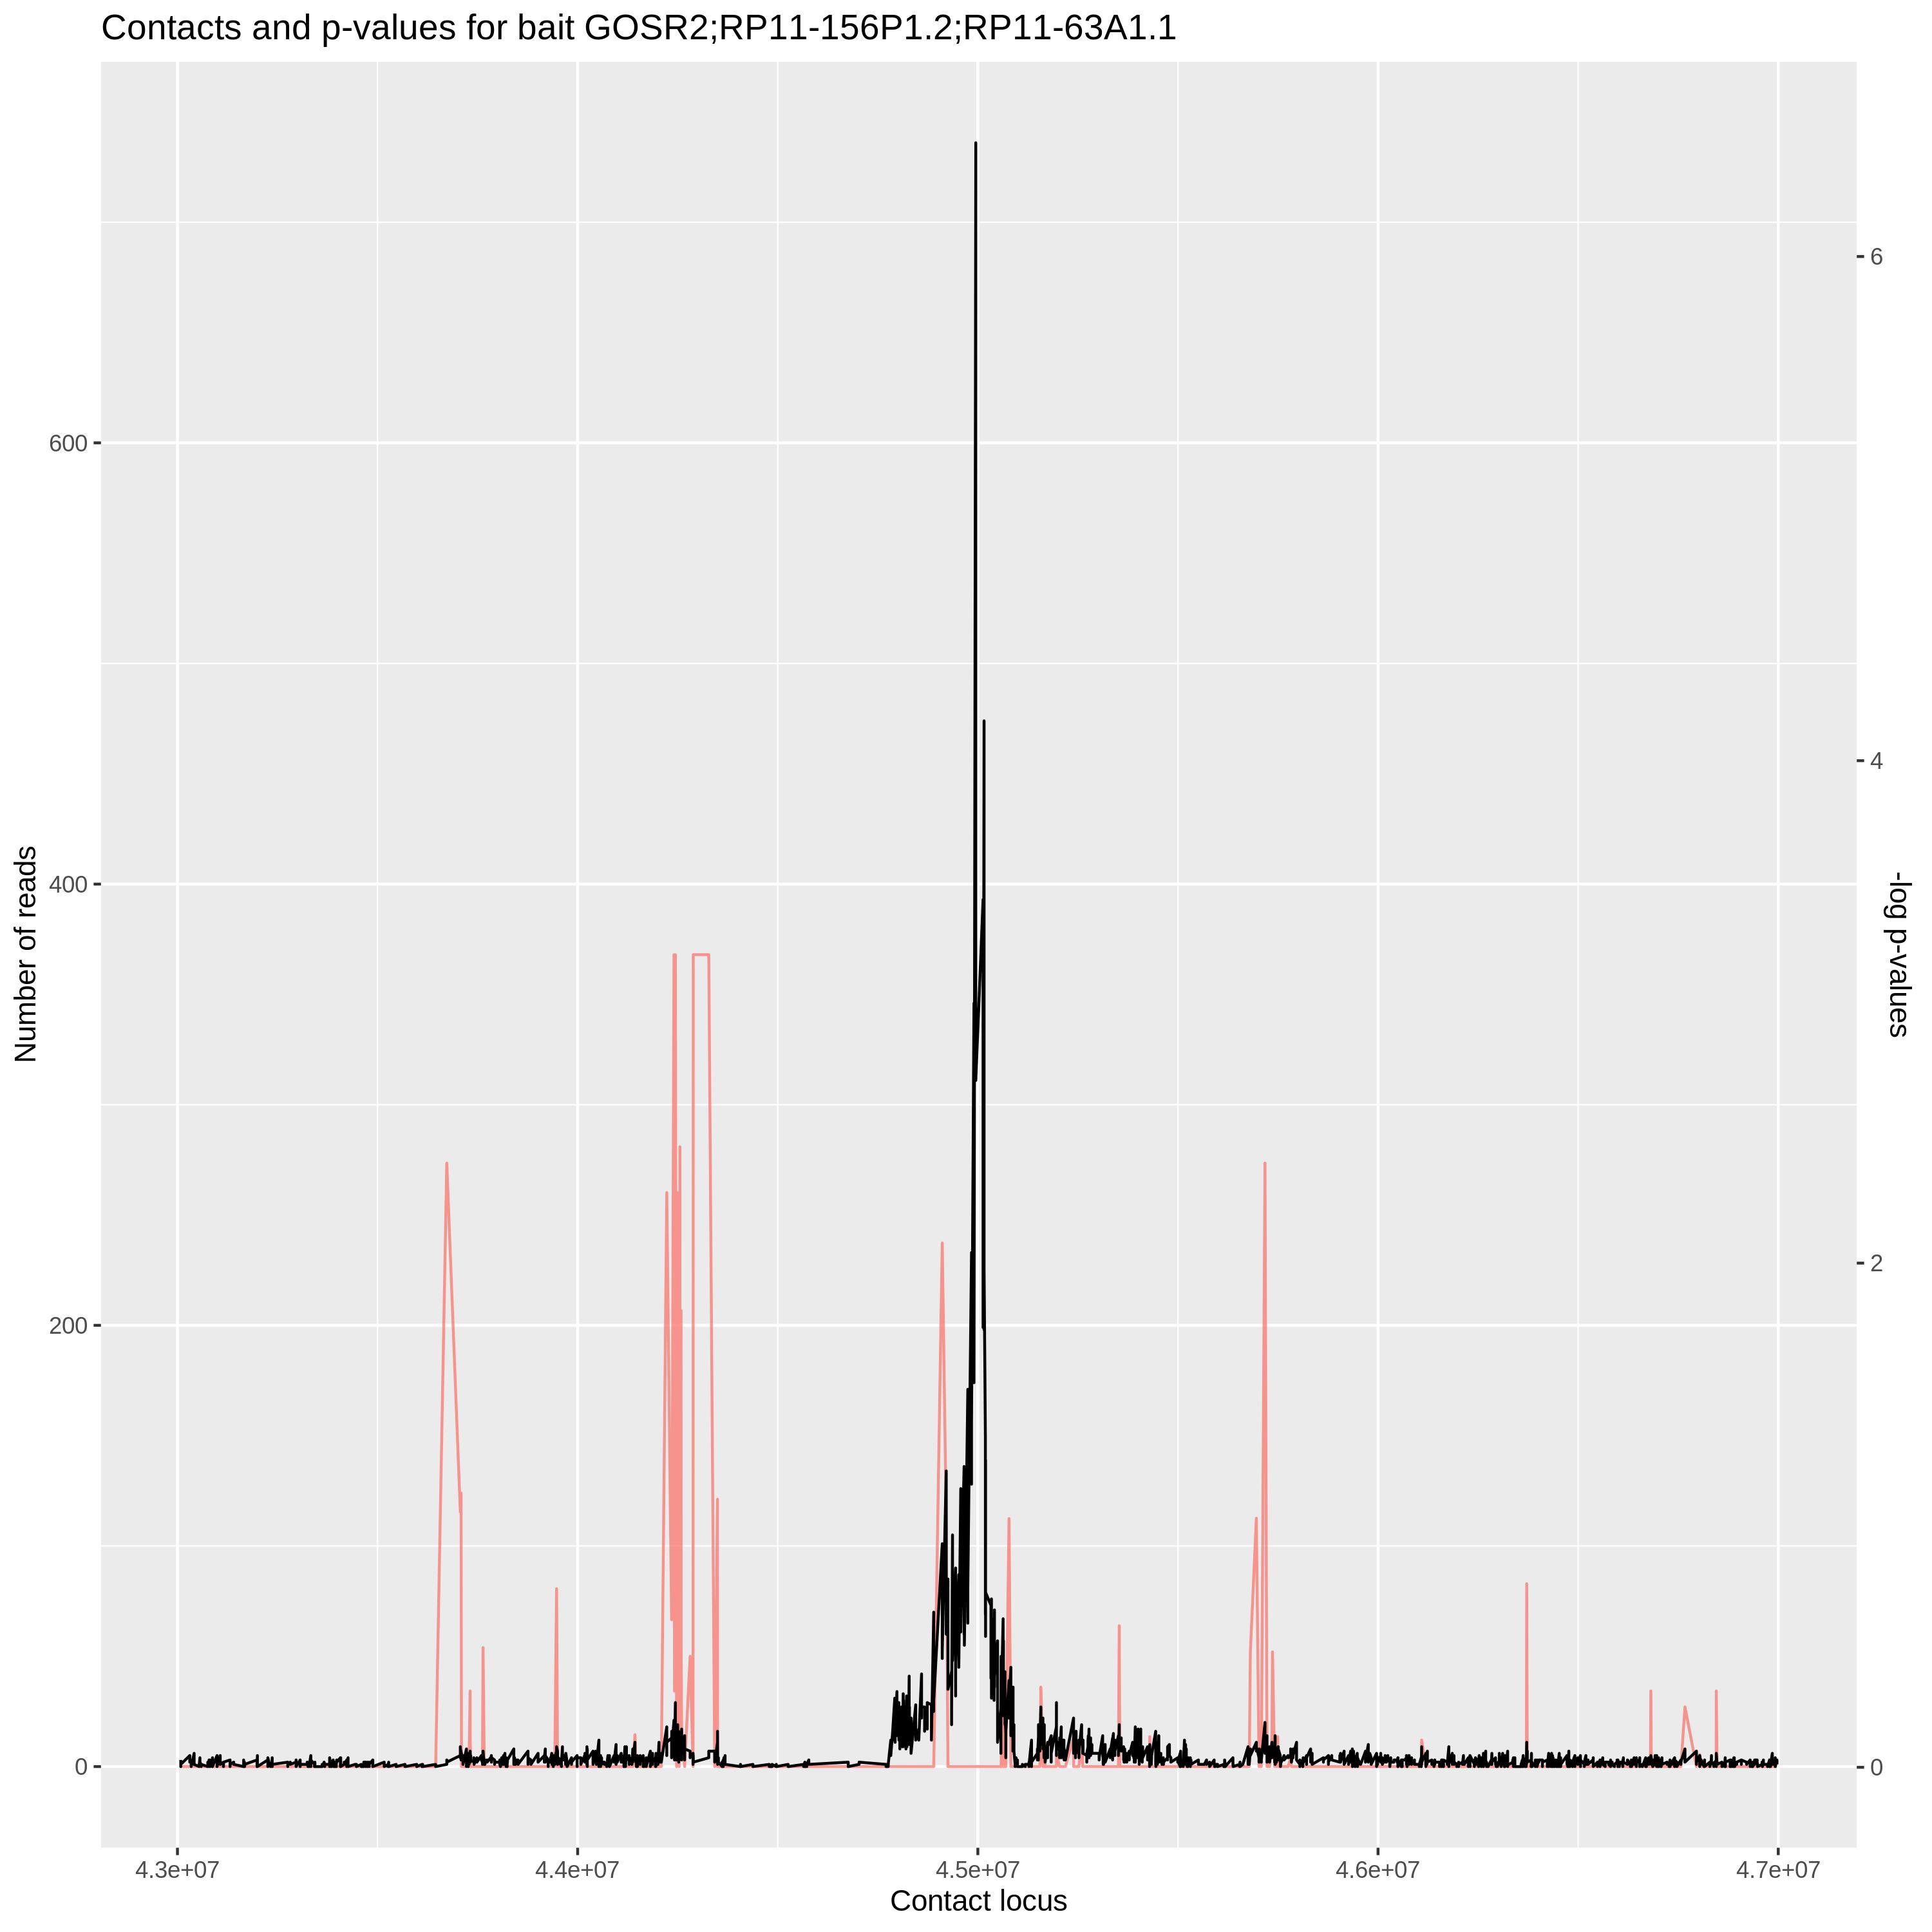 Contacts and p-values for bait GOSR2;RP11-156P1.2;RP11-63A1.1
Number of reads
600
400
200
0
6
4
2
0
-log p-values
4.3e+07
4.4e+07
4.5e+07
4.6e+07
4.7e+07
Contact locus